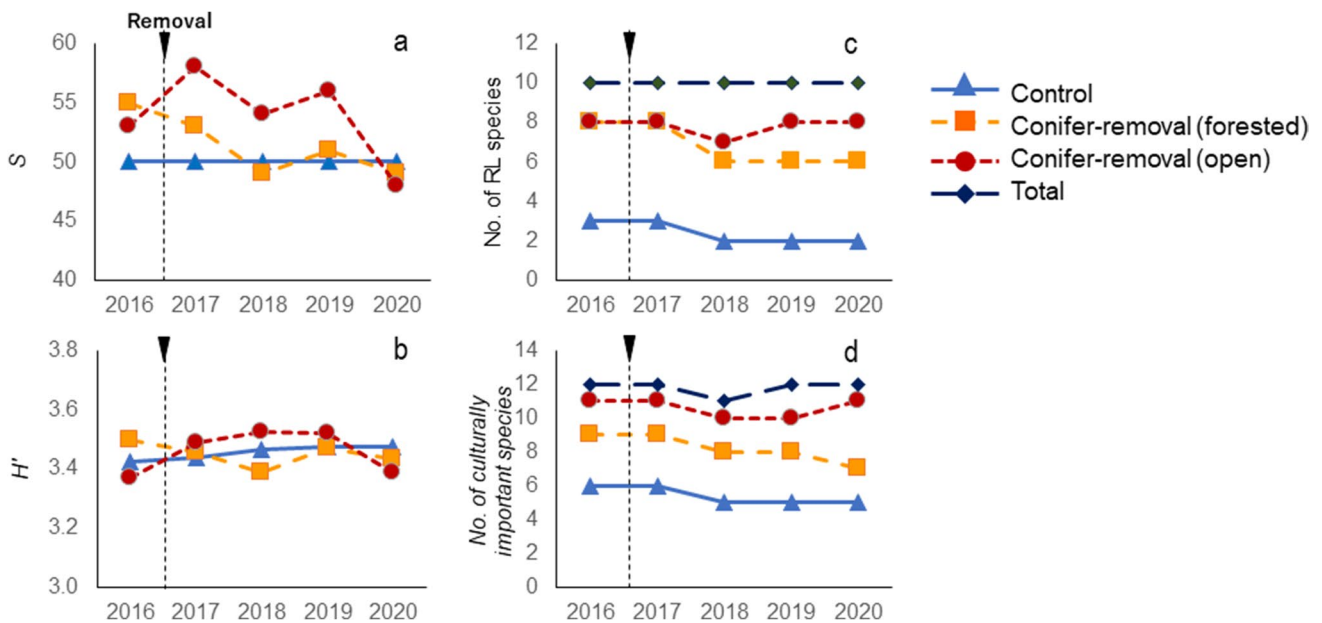 Removal
a
60
55
50
45
40
S
2016 2017 2018 2019 2020
c
12
10
8
6
4
2
0
No. of RL species
2016 2017 2018 2019 2020
Control
Conifer-removal (forested)
Conifer-removal (open)
Total
b
3.8
3.6
3.4
3.2
3.0
H'
2016 2017 2018 2019 2020
d
14
12
10
8
6
4
2
0
No. of culturally
important species
2016 2017 2018 2019 2020